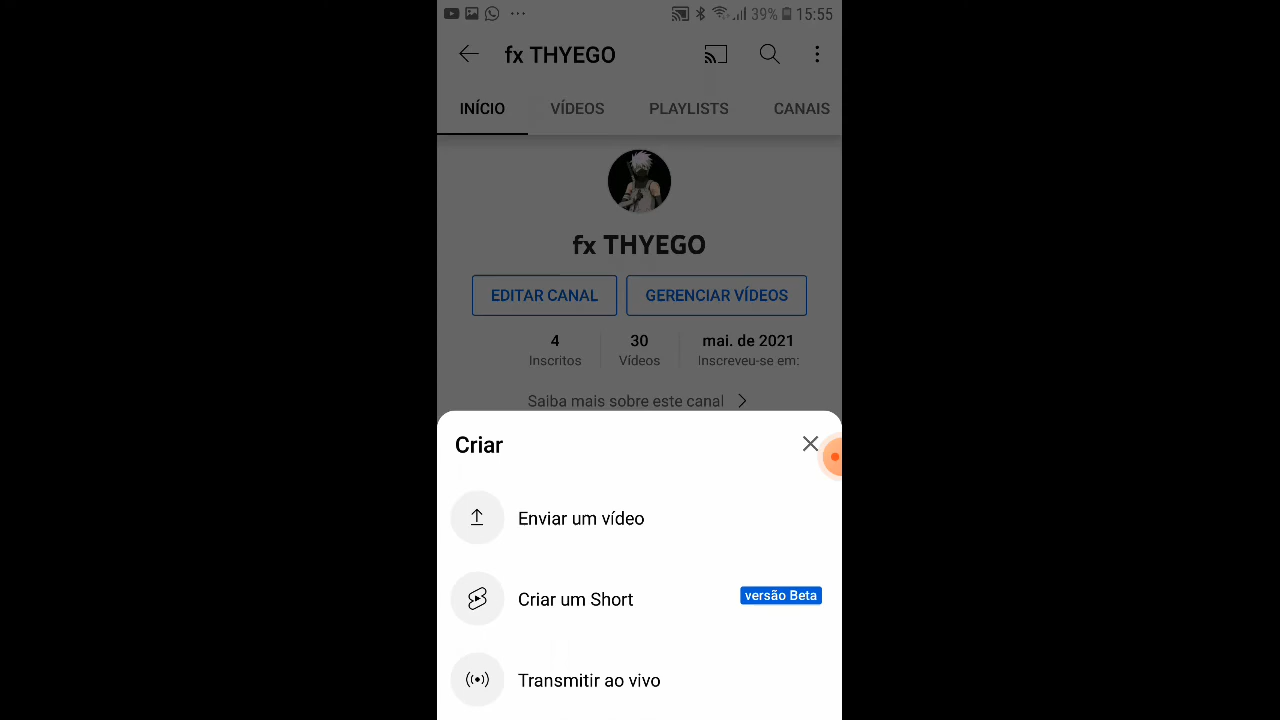 39% 15:55
fx THYEGO
INÍCIO VÍDEOS PLAYLISTS CANAIS
fx THYEGO
EDITAR CANAL GERENCIAR VÍDEOS
4 30 mai. de 2021
Inscritos Vídeos Inscreveu-se em:
Saiba mais sobre este canal
Criar
Enviar um vídeo
Criar um Short versão Beta
Transmitir ao vivo